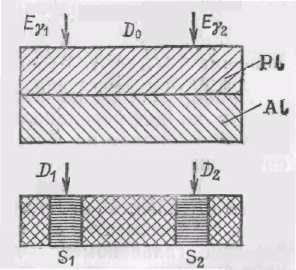 Eγ₁ D₀ Eγ₂
Pb
Al
D₁ D₂
S₁ S₂